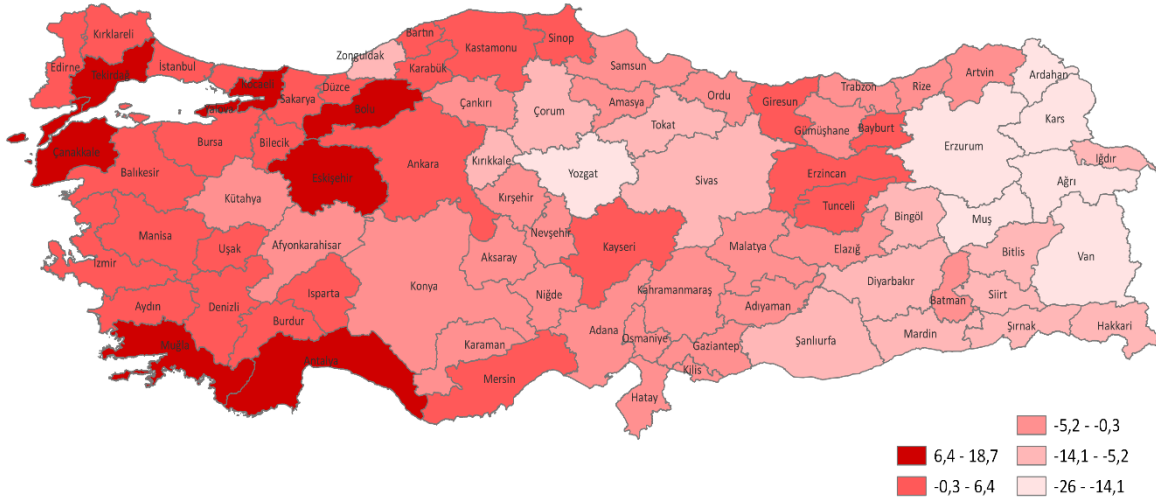 Kırklareli
Edirne
Tekirdağ
İstanbul
Kocaeli
Yalova
Sakarya
Düzce
Zonguldak
Bartın
Karabük
Kastamonu
Sinop
Samsun
Çankırı
Çorum
Amasya
Ordu
Giresun
Trabzon
Rize
Artvin
Ardahan
Kars
Gümüşhane
Bayburt
Erzurum
Iğdır
Ağrı
Bolu
Çanakkale
Balıkesir
Bursa
Bilecik
Eskişehir
Ankara
Kırıkkale
Yozgat
Tokat
Sivas
Erzincan
Tunceli
Bingöl
Muş
Kütahya
Kırşehir
Manisa
Uşak
Afyonkarahisar
İzmir
Nevşehir
Kayseri
Malatya
Elazığ
Bitlis
Van
Aksaray
Konya
Isparta
Niğde
Kahramanmaraş
Adıyaman
Diyarbakır
Batman
Siirt
Aydın
Denizli
Burdur
Muğla
Antalya
Karaman
Mersin
Adana
Osmaniye
Gaziantep
Kilis
Hatay
Şanlıurfa
Mardin
Şırnak
Hakkari
6,4 - 18,7
-0,3 - 6,4
-5,2 - -0,3
-14,1 - -5,2
-26 - -14,1